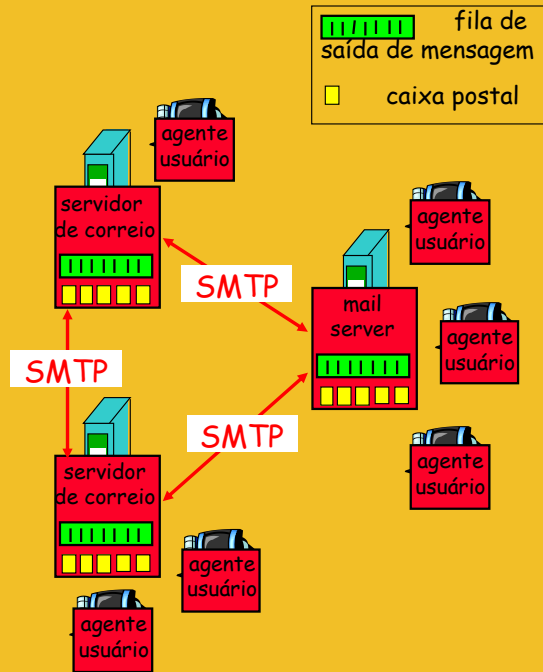 fila de
saída de mensagem
caixa postal
agente
usuário
servidor
de correio
SMTP
agente
usuário
mail
server
agente
usuário
SMTP
SMTP
agente
usuário
servidor
de correio
agente
usuário
agente
usuário